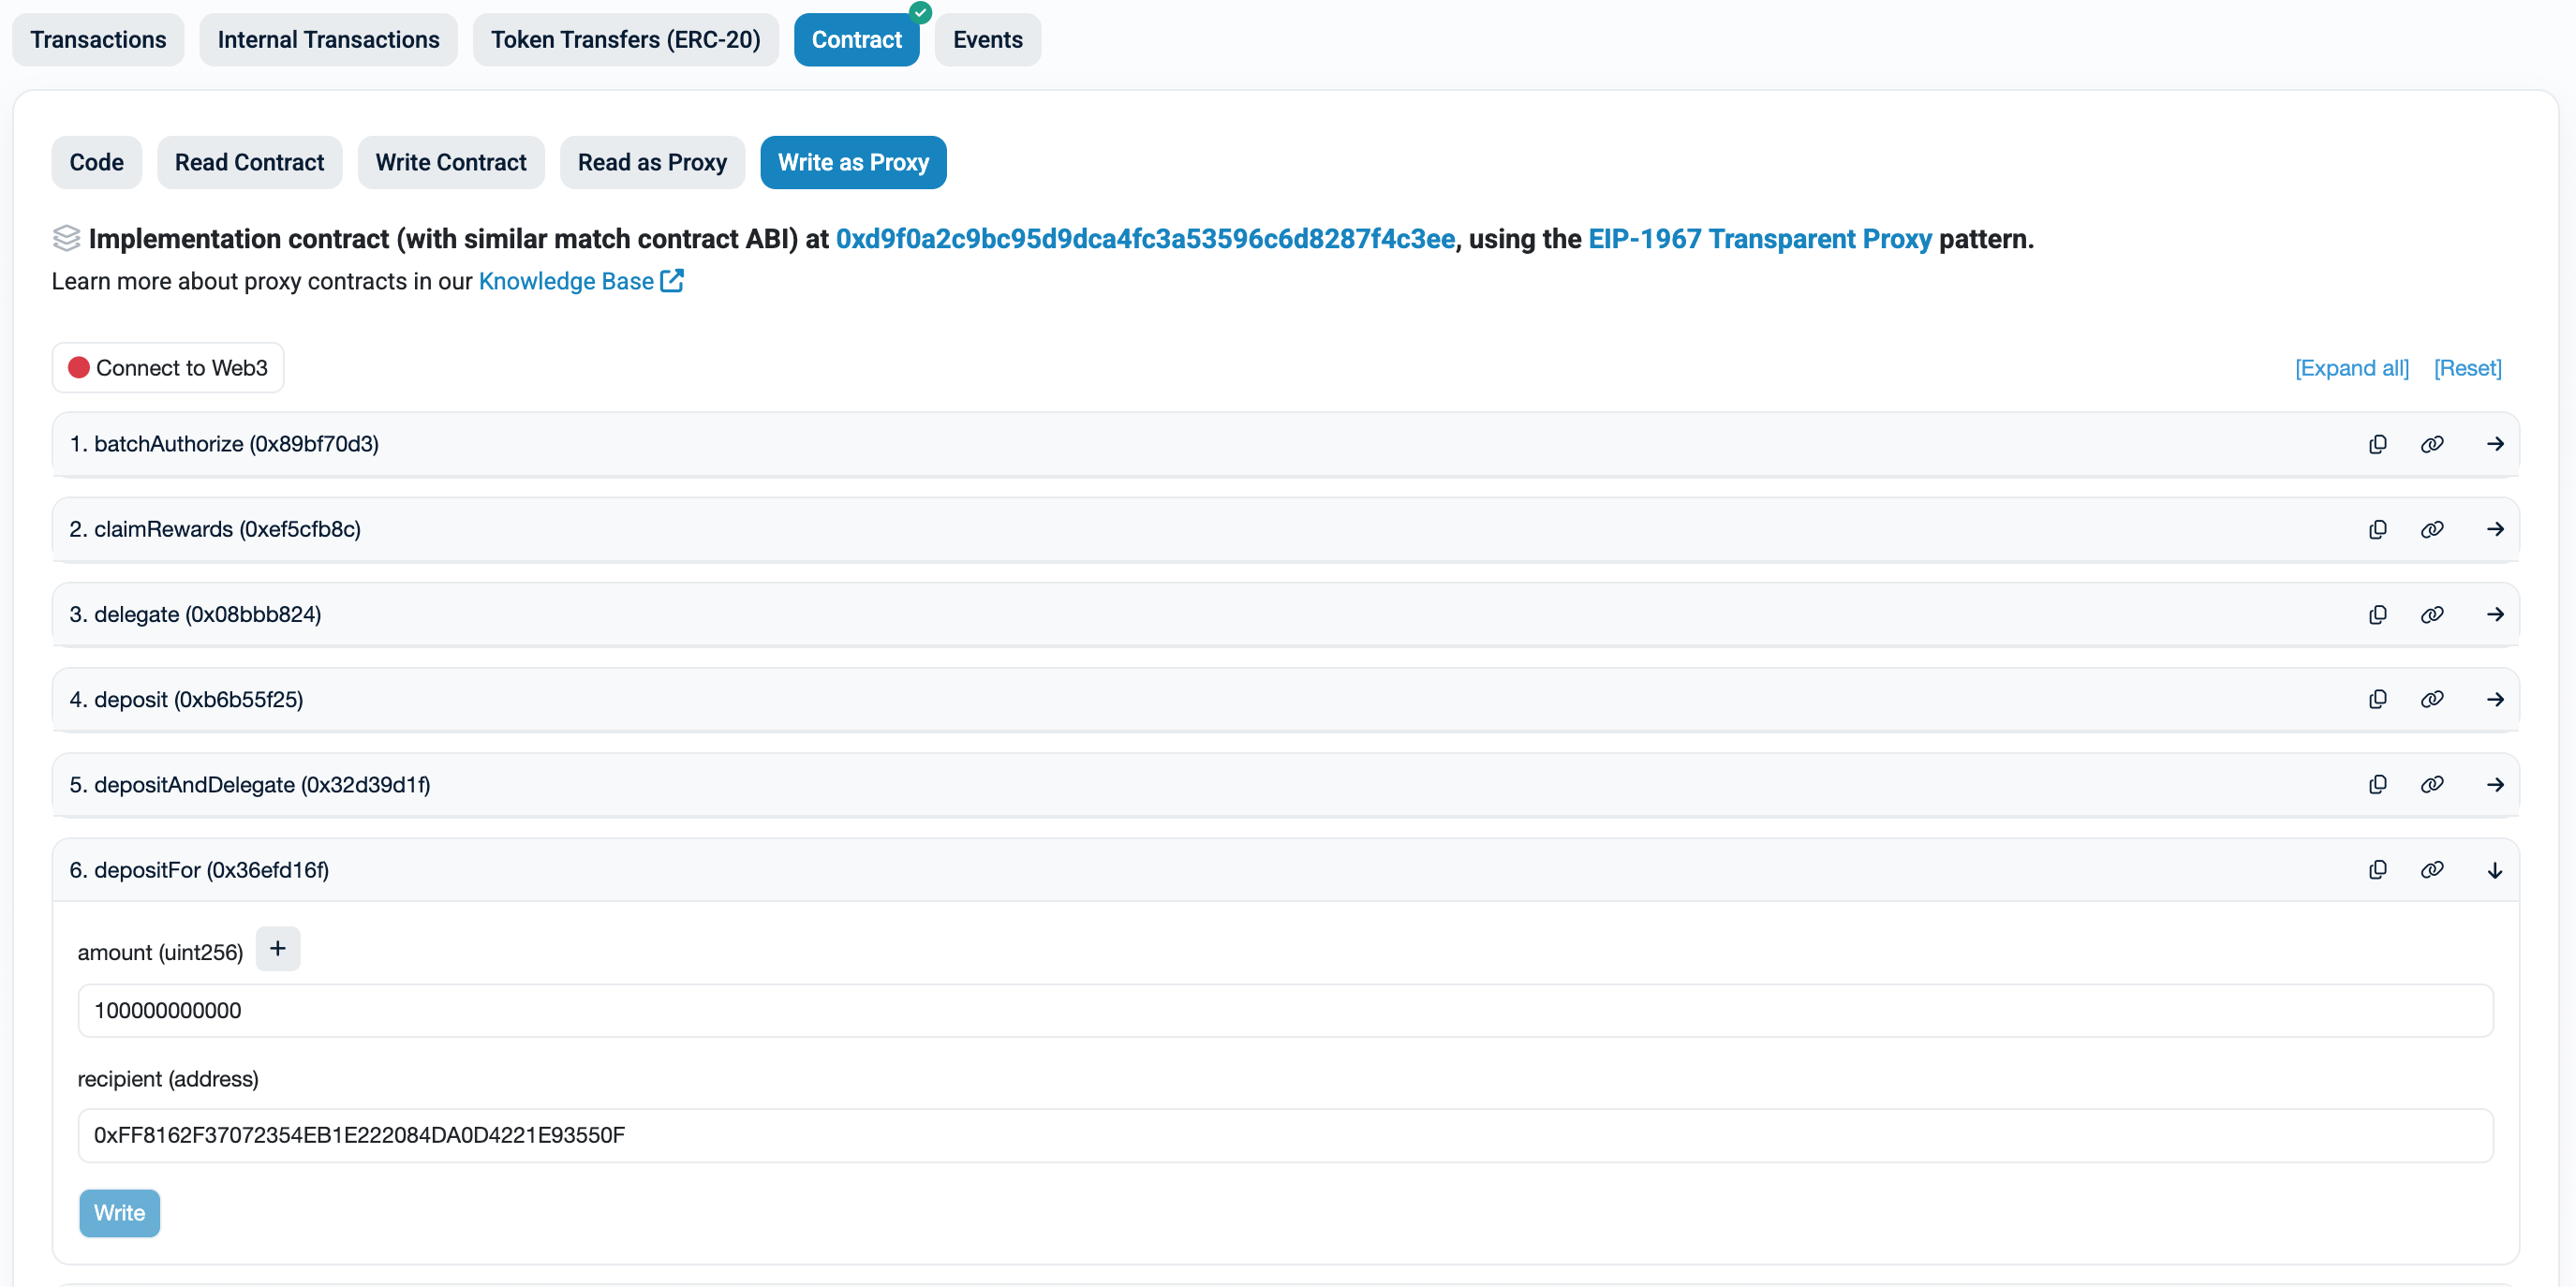 Transactions
Internal Transactions
Token Transfers (ERC-20)
Contract
Events
Code
Read Contract
Write Contract
Read as Proxy
Write as Proxy
Implementation contract (with similar match contract ABI) at 0xd9f0a2c9bc95d9dca4fc3a53596c6d8287f4c3ee, using the EIP-1967 Transparent Proxy pattern.
Learn more about proxy contracts in our Knowledge Base
Connect to Web3
[Expand all]
[Reset]
1. batchAuthorize (0x89bf70d3)
2. claimRewards (0xef5cfb8c)
3. delegate (0x08bbb824)
4. deposit (0xb6b55f25)
5. depositAndDelegate (0x32d39d1f)
6. depositFor (0x36efd16f)
amount (uint256) +
100000000000
recipient (address)
0xFF8162F37072354EB1E222084DA0D4221E93550F
Write